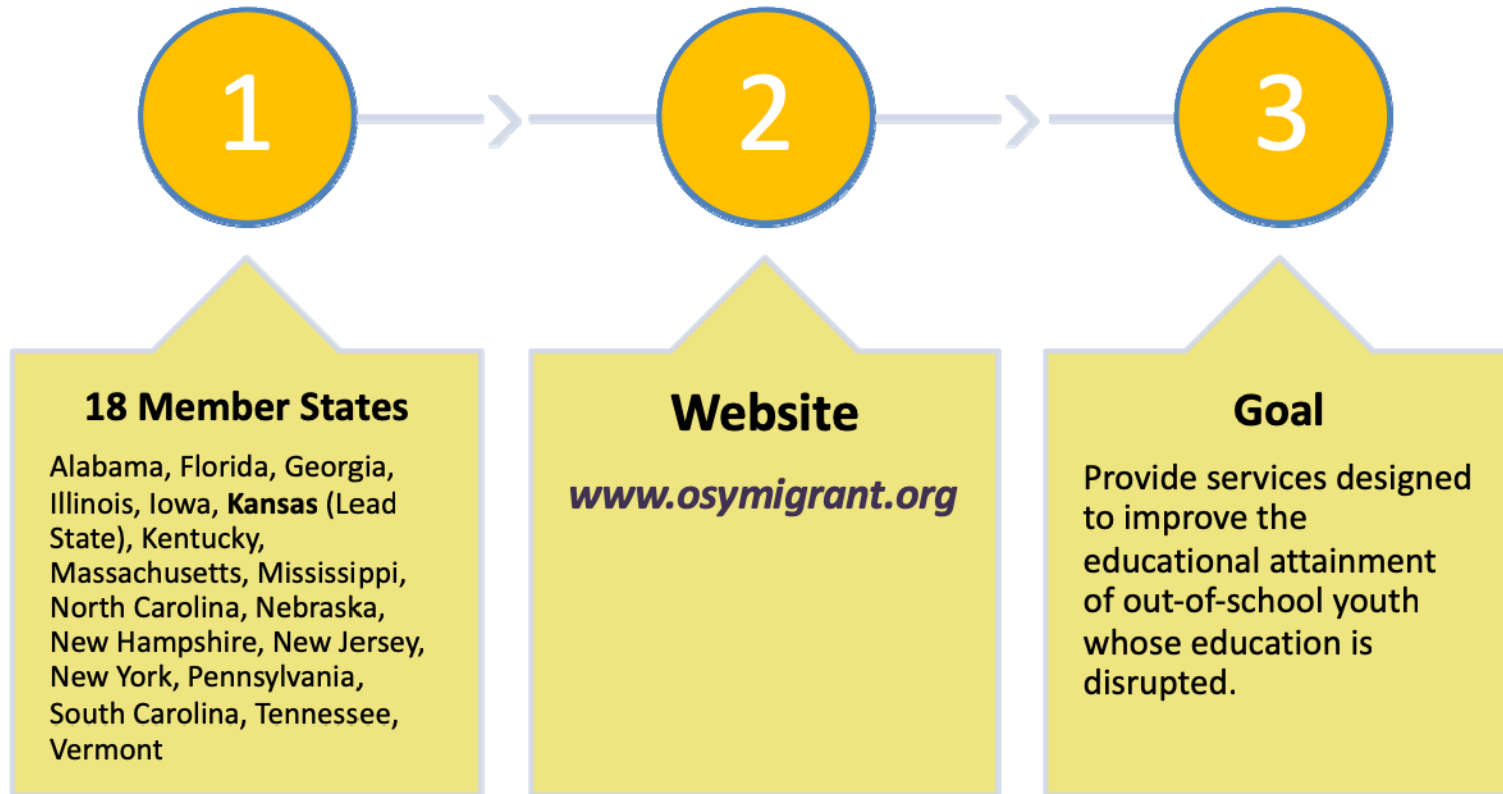 1
2
3
18 Member States
Alabama, Florida, Georgia,
Illinois, Iowa, Kansas (Lead
State), Kentucky,
Massachusetts, Mississippi,
North Carolina, Nebraska,
New Hampshire, New Jersey,
New York, Pennsylvania,
South Carolina, Tennessee,
Vermont
Website
www.osymigrant.org
Goal
Provide services designed
to improve the
educational attainment
of out-of-school youth
whose education is
disrupted.